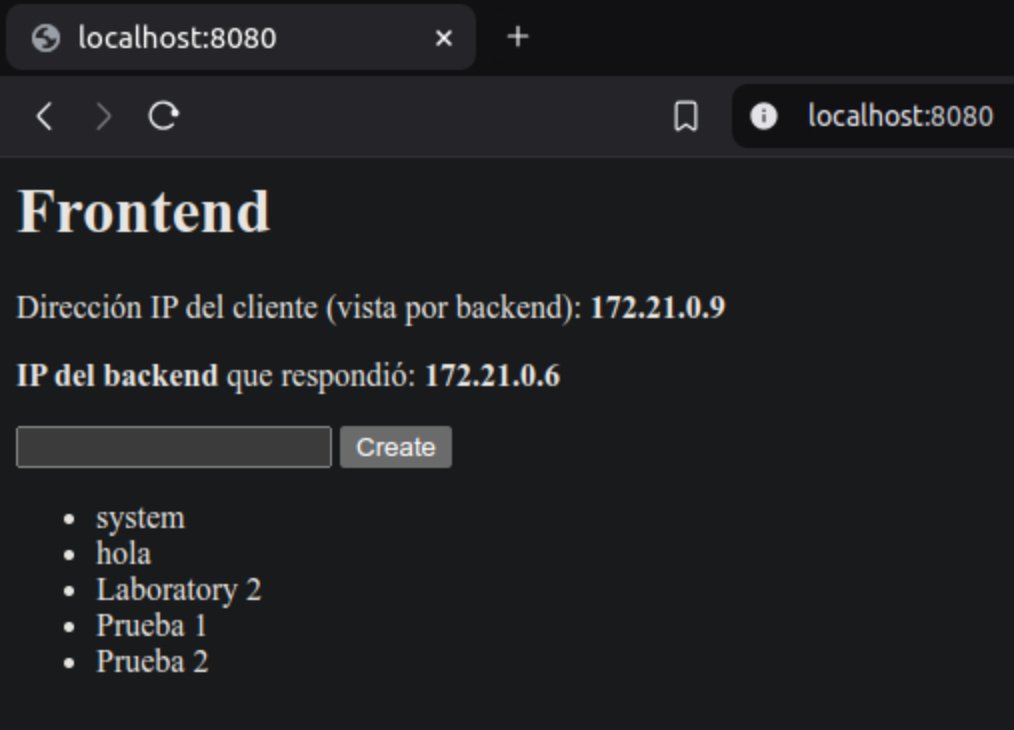 localhost:8080
localhost:8080
Frontend
Dirección IP del cliente (vista por backend): 172.21.0.9
IP del backend que respondió: 172.21.0.6
Create
system
hola
Laboratory 2
Prueba 1
Prueba 2